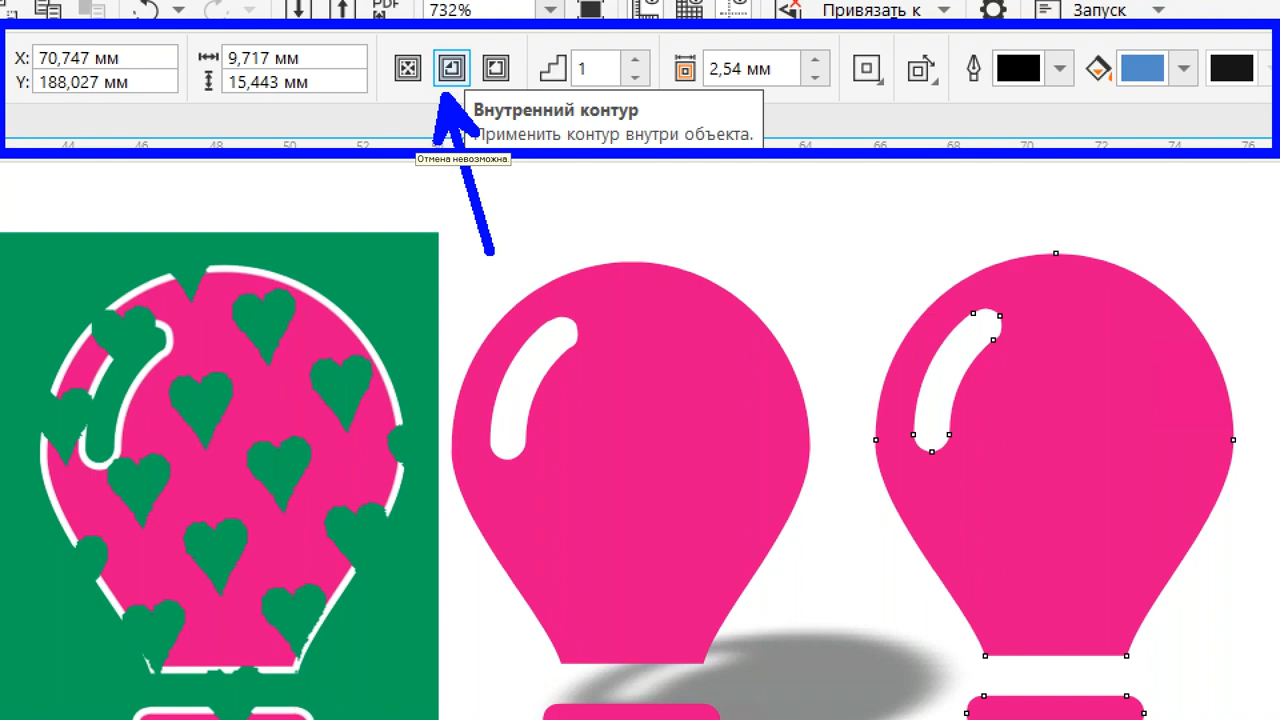 PDF 732% Привязать к Запуск
X: 70,747 мм 9,717 мм 1 2,54 мм
Y: 188,027 мм 15,443 мм
Внутренний контур
Применить контур внутри объекта.
44 46 48 50 52 64 66 68 70 72 74 76
Отмена невозможна.